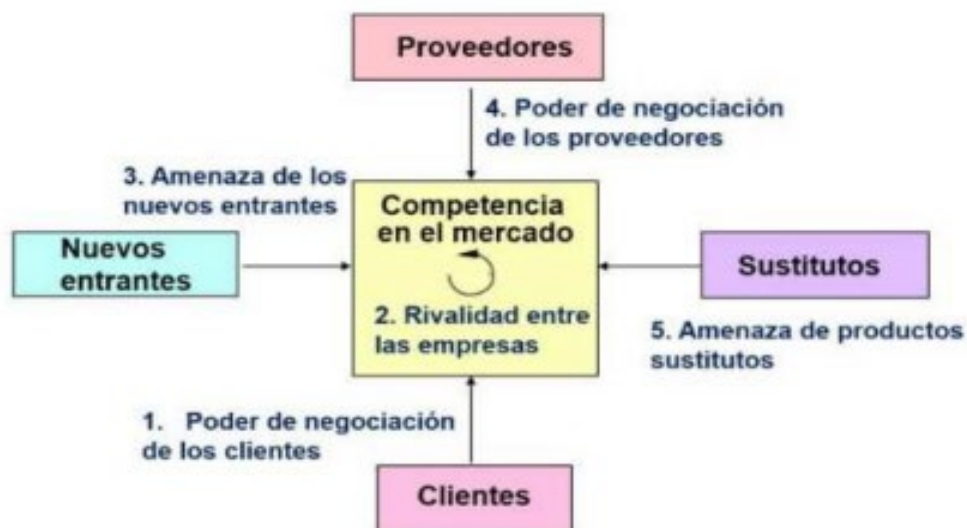 Proveedores
4. Poder de negociación
de los proveedores
3. Amenaza de los
nuevos entrantes
Competencia
en el mercado
Nuevos
entrantes
Sustitutos
2. Rivalidad entre
las empresas
5. Amenaza de productos
sustitutos
1. Poder de negociación
de los clientes
Clientes